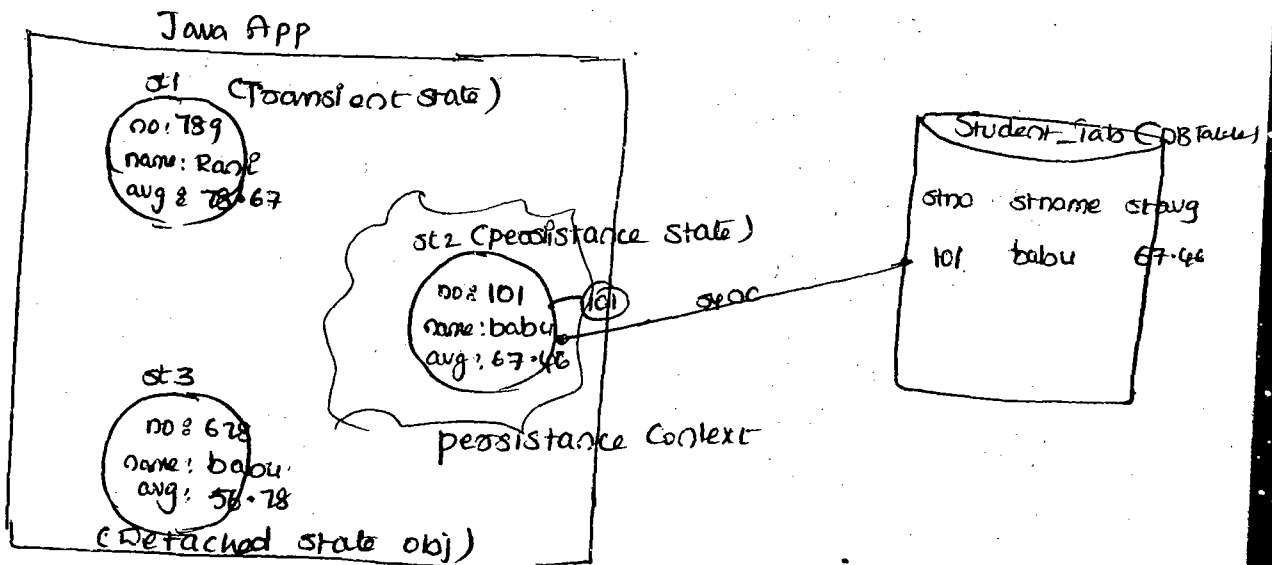 Java App
st1 (Transient state)
no: 789
name: Rani
avg: 78.67
st2 (persistance state)
no: 101
name: babu
avg: 67.46
101
sync
persistance Context
st3
no: 678
name: babu
avg: 56.78
(Detached state obj)
Student_Tab (DB Table)
stno stname stavg
101 babu 67.46